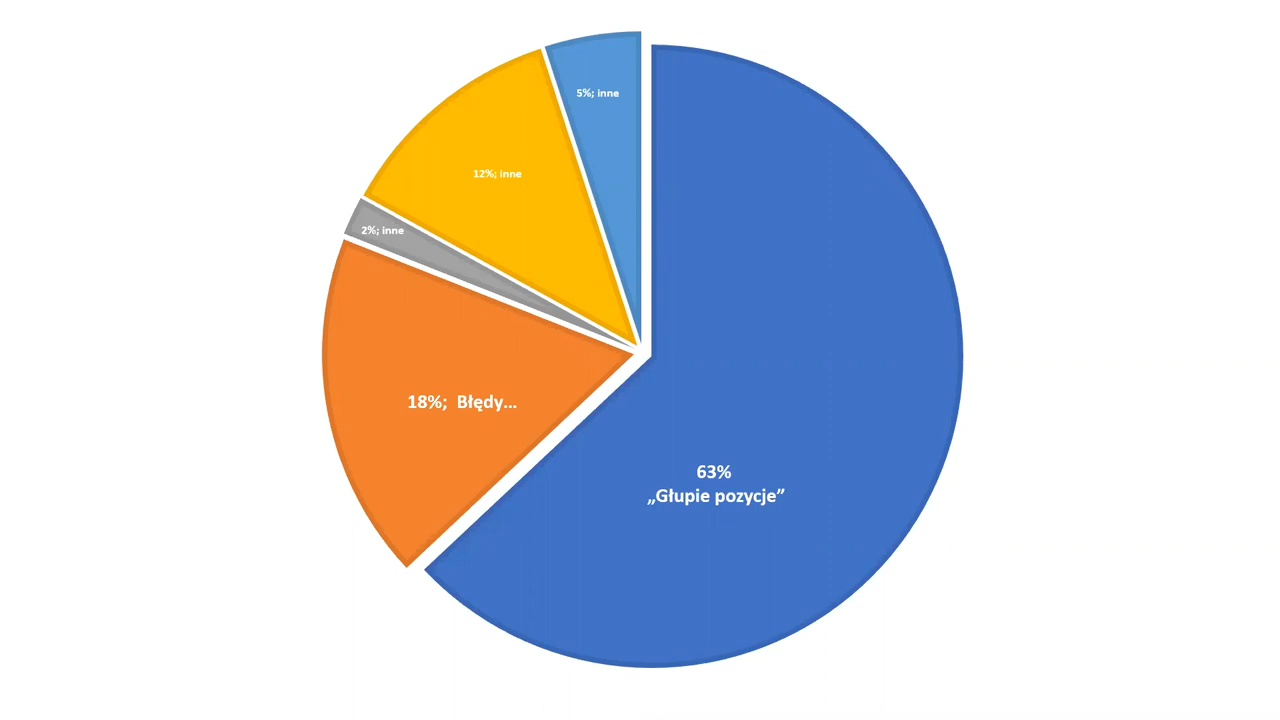 5%; inne
12%; inne
2%; inne
18%; Błędy...
63%
„Głupie pozycje”